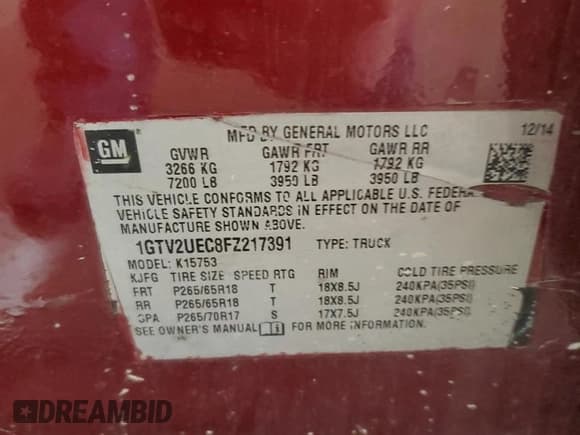 GM
MFD BY GENERAL MOTORS LLC 12/14
GVWR GAWR FRT GAWR RR
3266 KG 1792 KG 1792 KG
7200 LB 3950 LB 3950 LB
THIS VEHICLE CONFORMS TO ALL APPLICABLE U.S. FEDERAL
VEHICLE SAFETY STANDARDS IN EFFECT ON THE DATE OF
MANUFACTURE SHOWN ABOVE.
1GTV2UEC8FZ217391 TYPE: TRUCK
MODEL: K15753
KJFG TIRE SIZE SPEED RTG RIM COLD TIRE PRESSURE
FRT P265/65R18 T 18X8.5J 240KPA(35PSI)
RR P265/65R18 T 18X8.5J 240KPA(35PSI)
SPA P265/70R17 S 17X7.5J 240KPA(35PSI)
SEE OWNER'S MANUAL FOR MORE INFORMATION.
DREAMBID